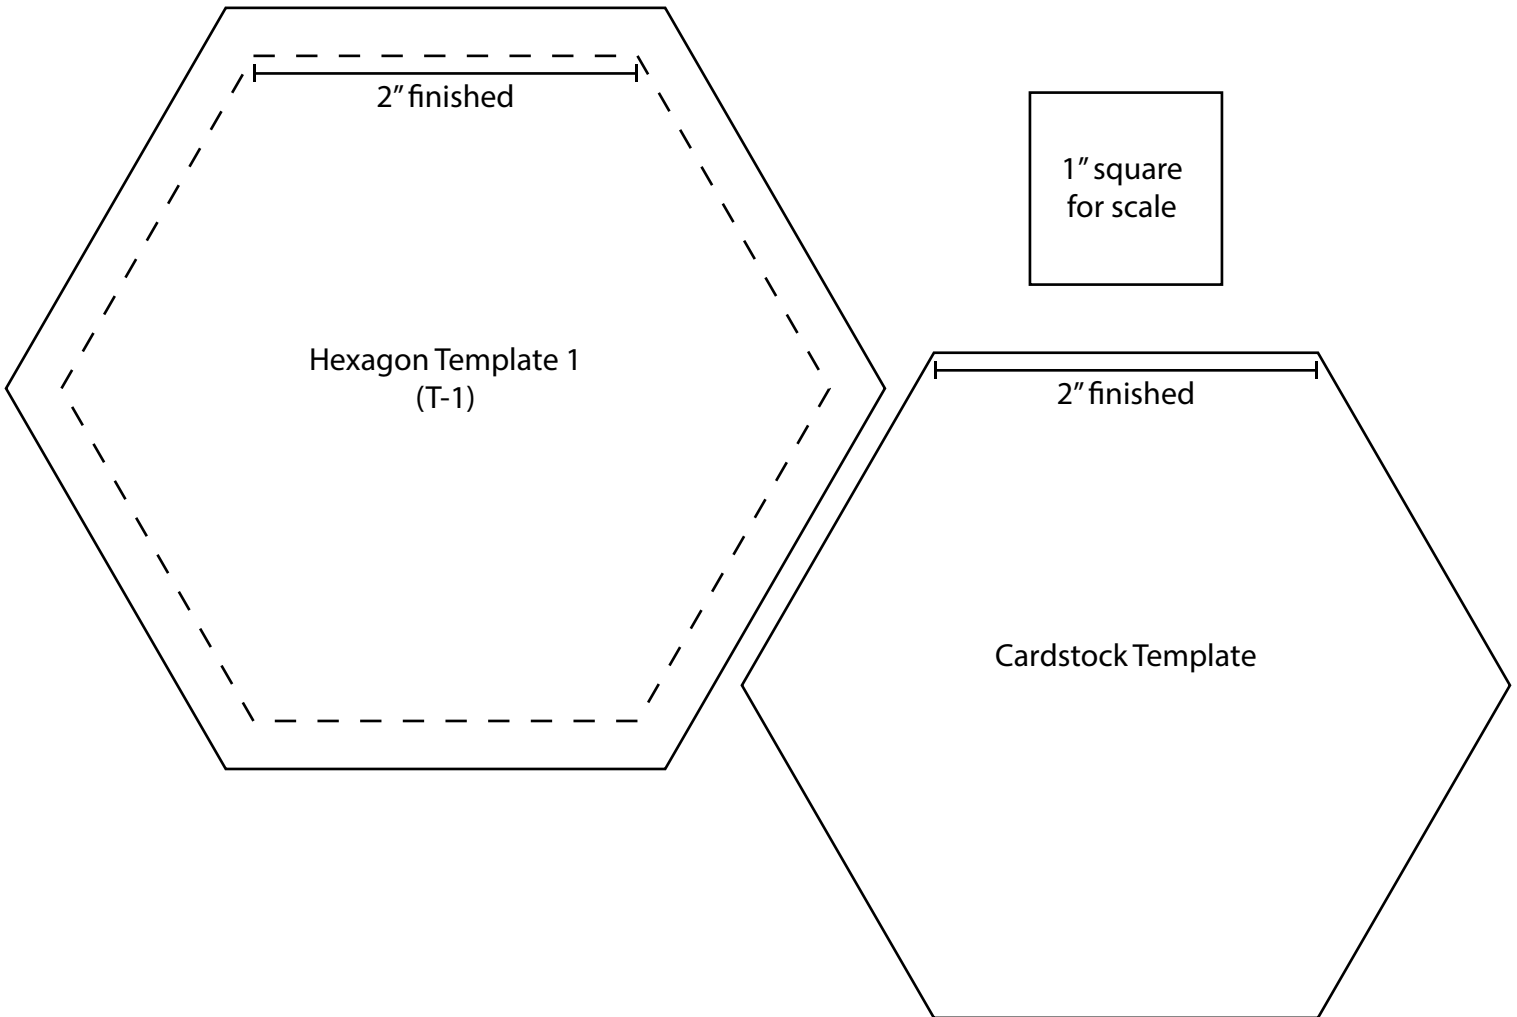 2” finished
Hexagon Template 1
(T-1)
1” square
for scale
2” finished
Cardstock Template